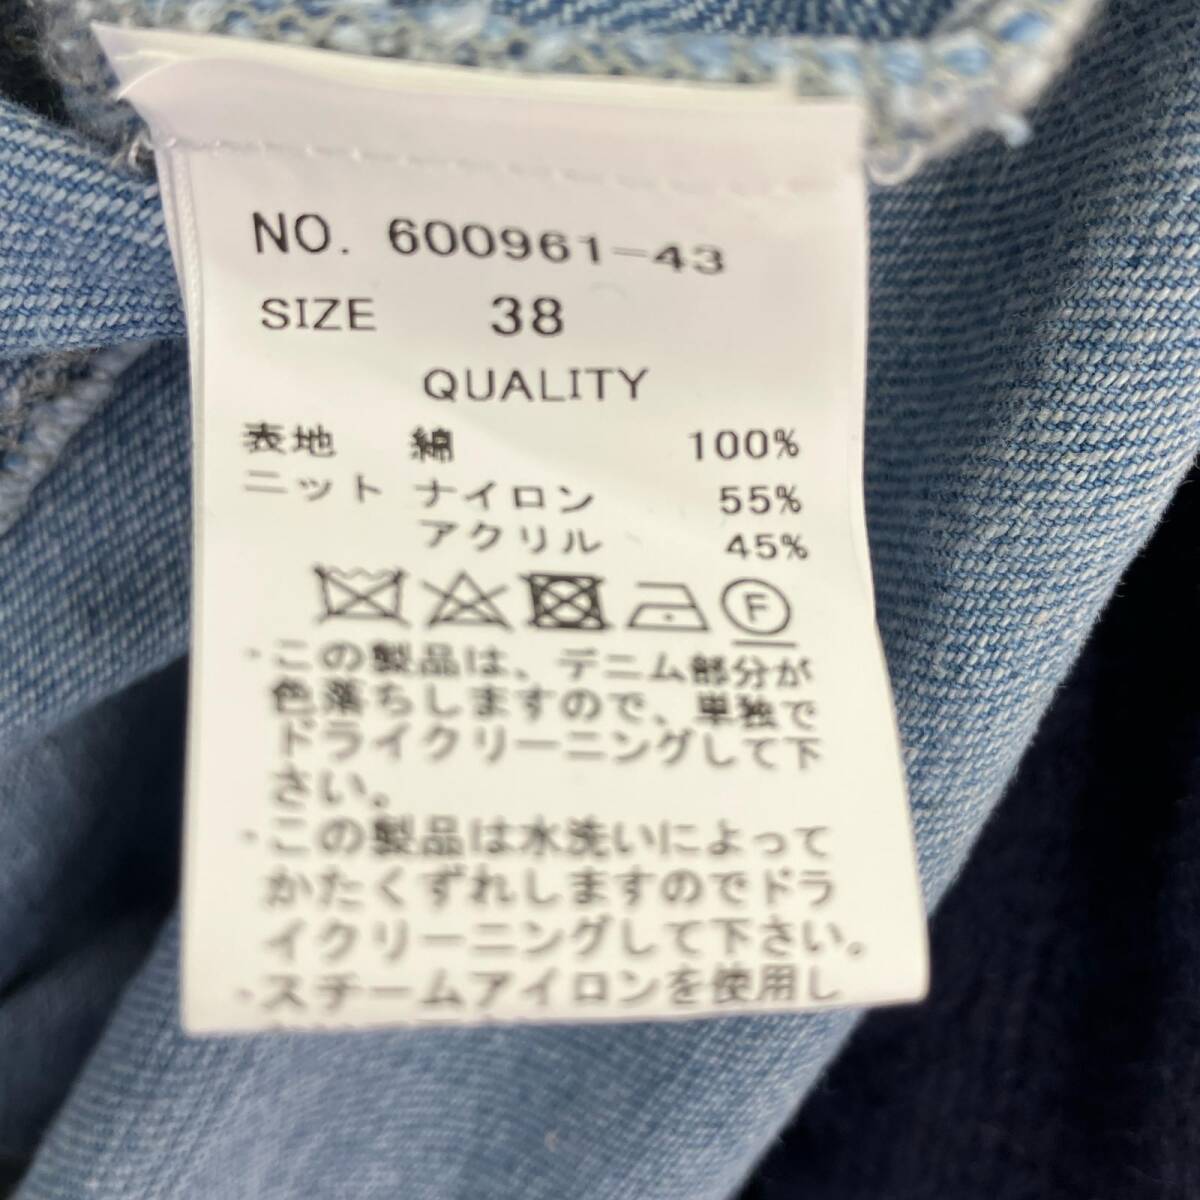 NO. 600961-43
SIZE 38
QUALITY
表地 綿 100%
ニット ナイロン 55%
アクリル 45%
F
・この製品は、デニム部分が
色落ちしますので、単独で
ドライクリーニングして下
さい。
・この製品は水洗いによって
かたくずれしますのでドラ
イクリーニングして下さい。
・スチームアイロンを使用し